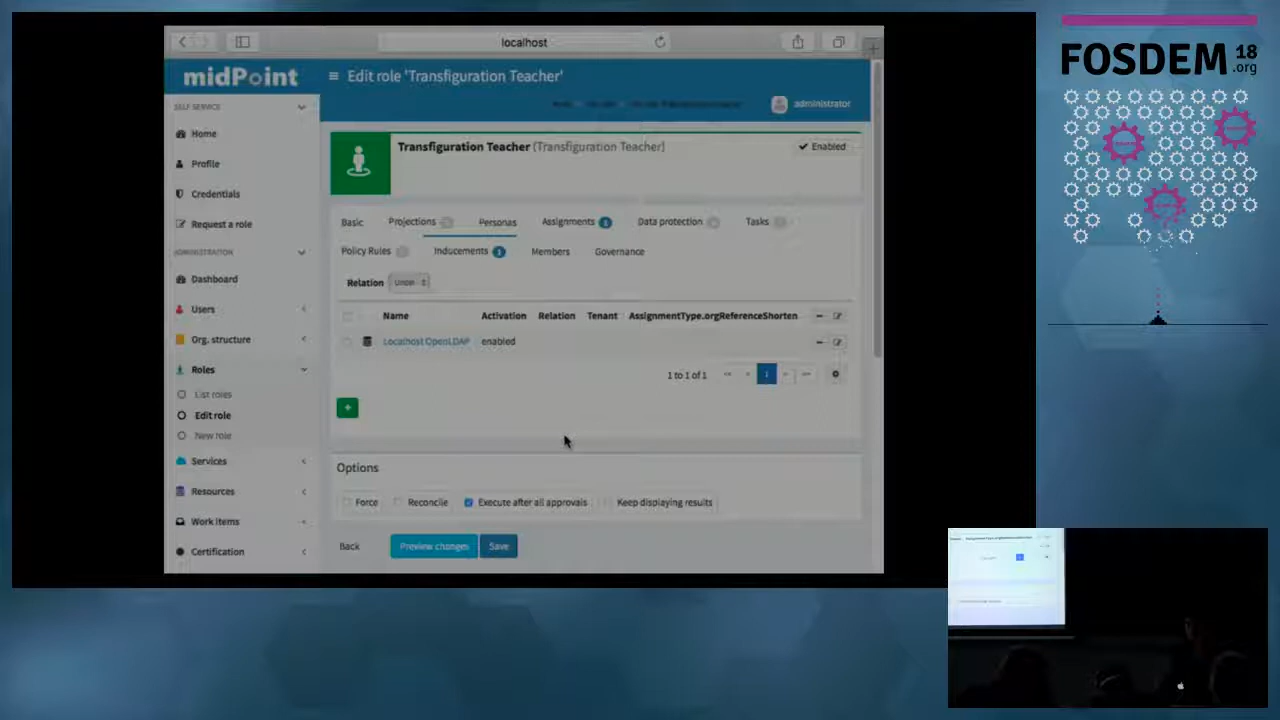 FOSDEM 18
.org
localhost
midPoint
Edit role 'Transfiguration Teacher'
administrator
SELF SERVICE
Home
Profile
Credentials
Request a role
ADMINISTRATION
Dashboard
Users
Org. structure
Roles
List roles
Edit role
New role
Services
Resources
Work items
Certification
Transfiguration Teacher (Transfiguration Teacher)
Enabled
Basic Projections Personas Assignments Data protection Tasks
Policy Rules Inducements Members Governance
Relation
Name Activation Relation Tenant AssignmentType.orgReferenceShorten
Localhost OpenLDAP enabled
1 to 1 of 1 << < 1 > >>
Options
Force Reconcile Execute after all approvals Keep displaying results
Back Preview changes Save